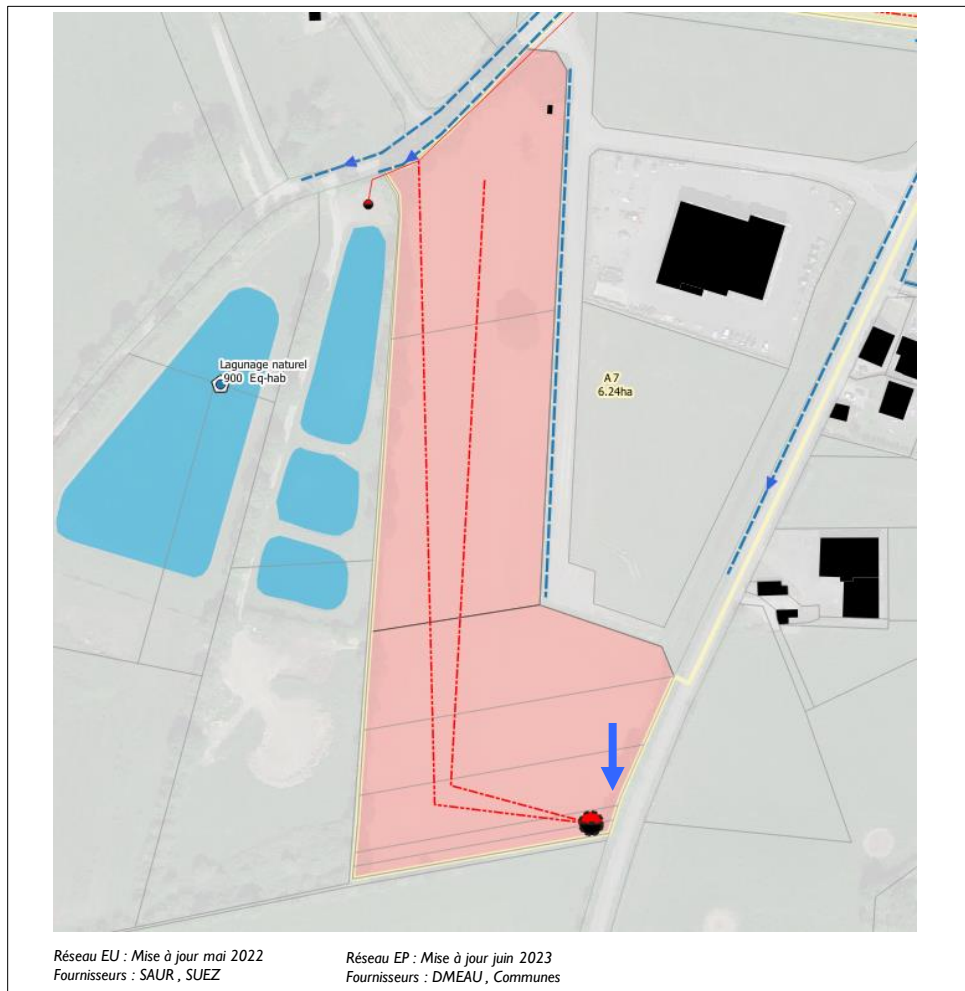 Lagunage naturel
900 Eq-hab
A.7
6.24ha
Réseau EU : Mise à jour mai 2022
Fournisseurs : SAUR , SUEZ
Réseau EP : Mise à jour juin 2023
Fournisseurs : DMEAU , Communes